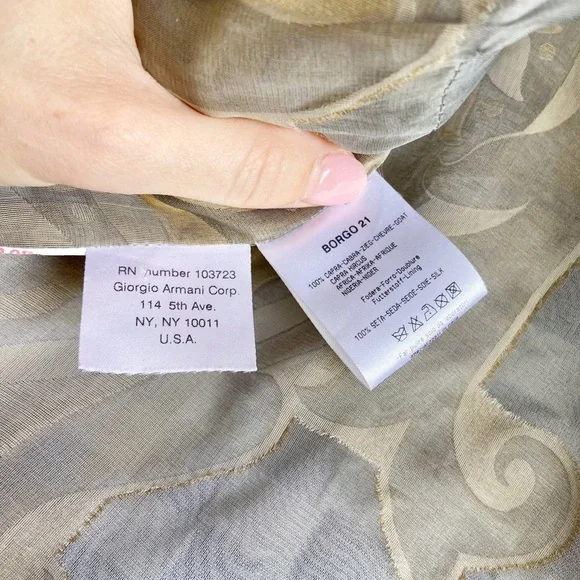 RN number 103723
Giorgio Armani Corp.
114 5th Ave.
NY, NY 10011
U.S.A.
BORGO 21
100% CAPRA-CABRA-ZIEG-CHEVRE-GOAT
CAPRA HIRCUS
AFRICA-AFRIKA-AFRIQUE
NIGERIA-NIGER
Fodera-Forro-Doublure
Futterstoff-Lining
100% SETA-SEDA-SEIDE-SOIE-SILK